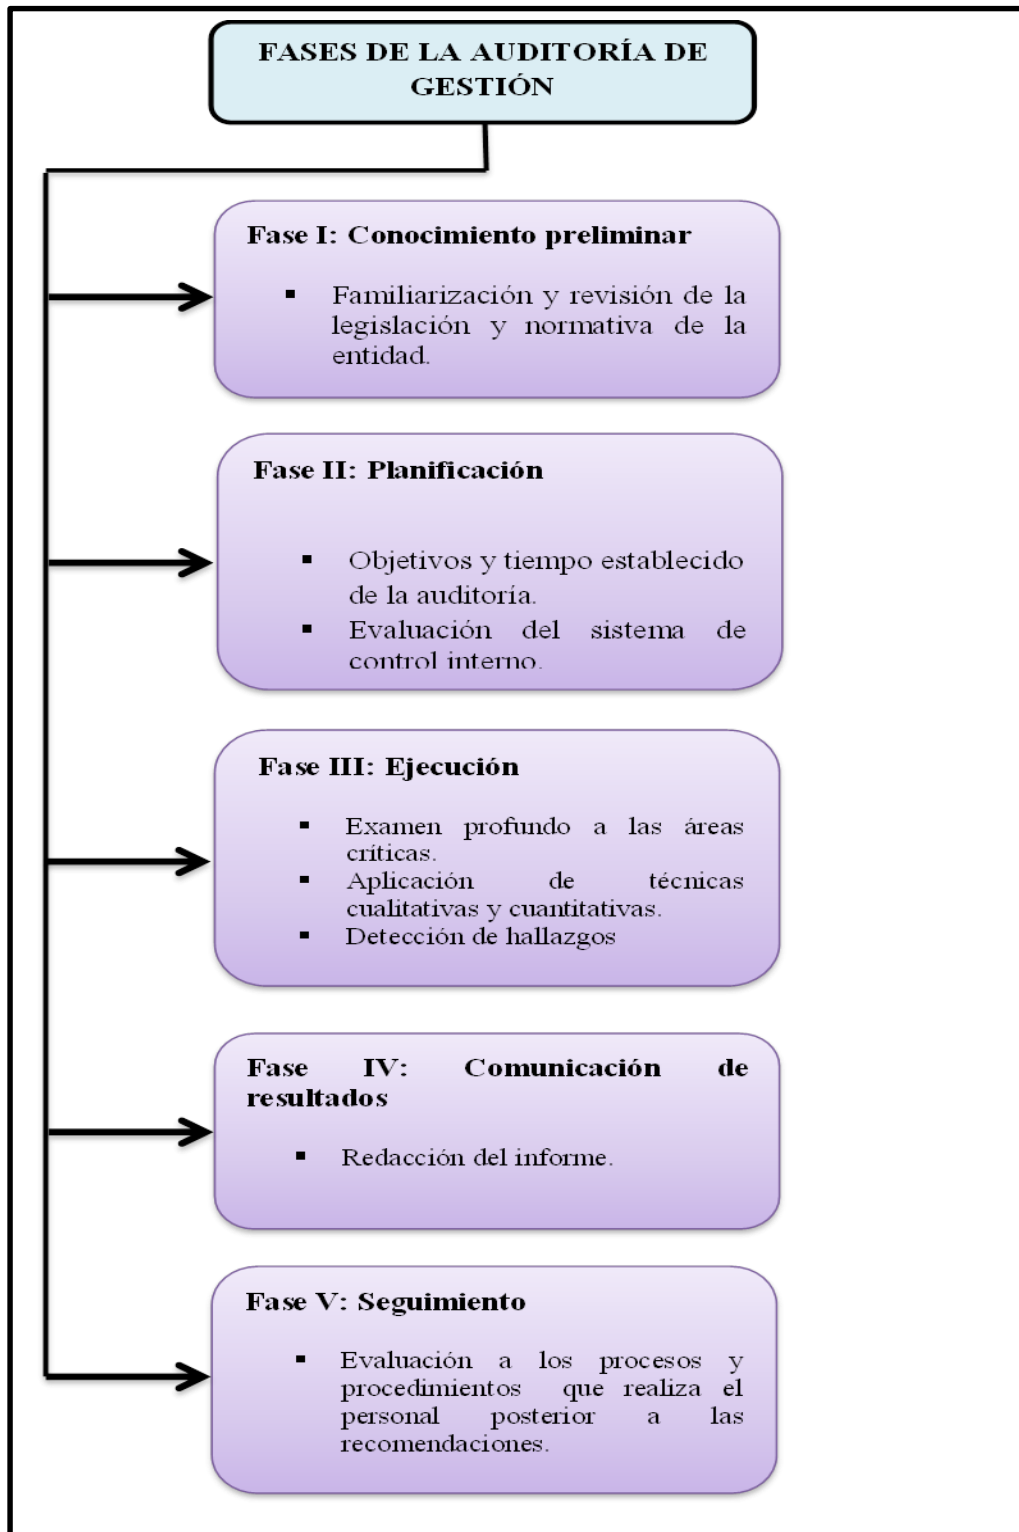 FASES DE LA AUDITORÍA DE
GESTIÓN
Fase I: Conocimiento preliminar
▪ Familiarización y revisión de la
legislación y normativa de la
entidad.
Fase II: Planificación
▪ Objetivos y tiempo establecido
de la auditoría.
▪ Evaluación del sistema de
control interno.
Fase III: Ejecución
▪ Examen profundo a las áreas
críticas.
▪ Aplicación de técnicas
cualitativas y cuantitativas.
▪ Detección de hallazgos
Fase IV: Comunicación de
resultados
▪ Redacción del informe.
Fase V: Seguimiento
▪ Evaluación a los procesos y
procedimientos que realiza el
personal posterior a las
recomendaciones.